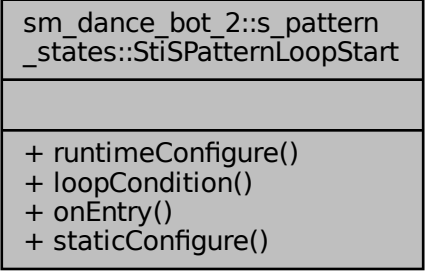 sm_dance_bot_2::s_pattern
_states::StiSPatternLoopStart
+ runtimeConfigure()
+ loopCondition()
+ onEntry()
+ staticConfigure()